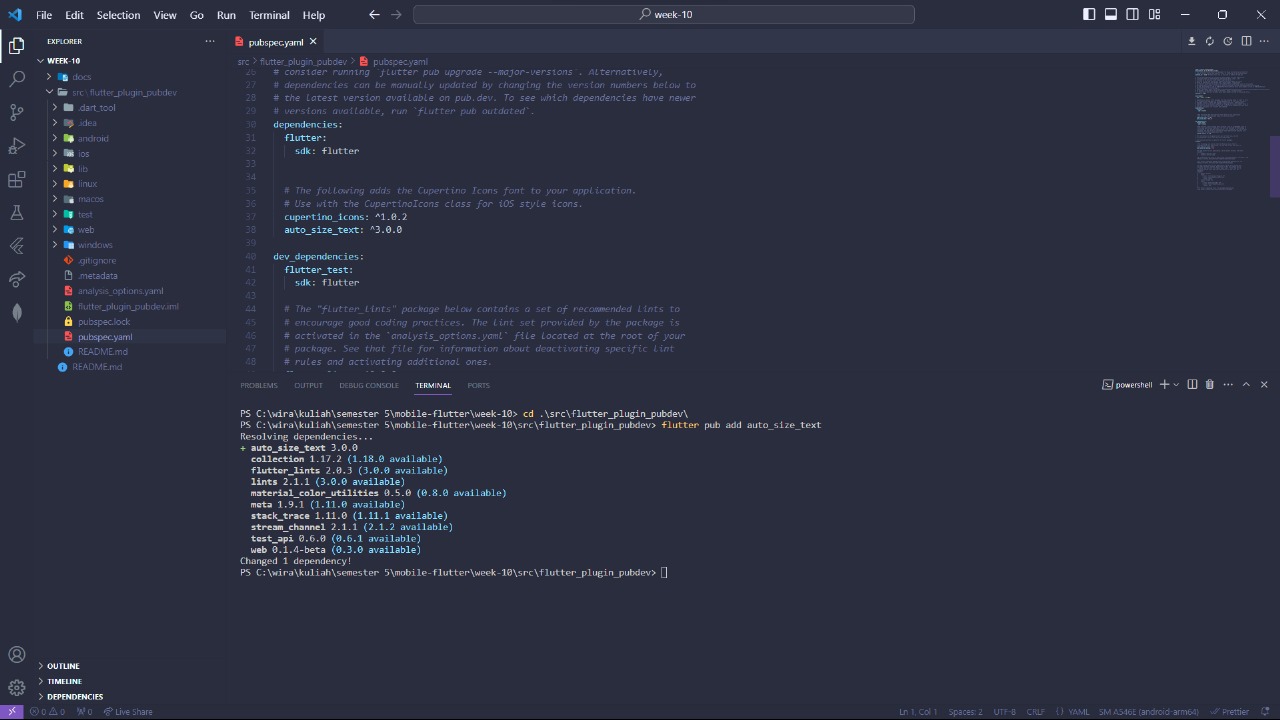 File Edit Selection View Go Run Terminal Help
week-10
EXPLORER
WEEK-10
docs
src\ flutter_plugin_pubdev
.dart_tool
.idea
android
ios
lib
linux
macos
test
web
windows
.gitignore
.metadata
analysis_options.yaml
flutter_plugin_pubdev.iml
pubspec.lock
pubspec.yaml
README.md
README.md
OUTLINE
TIMELINE
DEPENDENCIES
pubspec.yaml
src > flutter_plugin_pubdev > pubspec.yaml
26 # consider running `flutter pub upgrade --major-versions`. Alternatively,
27 # dependencies can be manually updated by changing the version numbers below to
28 # the latest version available on pub.dev. To see which dependencies have newer
29 # versions available, run `flutter pub outdated`.
30 dependencies:
31 flutter:
32 sdk: flutter
33
34
35 # The following adds the Cupertino Icons font to your application.
36 # Use with the CupertinoIcons class for iOS style icons.
37 cupertino_icons: ^1.0.2
38 auto_size_text: ^3.0.0
39
40 dev_dependencies:
41 flutter_test:
42 sdk: flutter
43
44 # The "flutter_lints" package below contains a set of recommended lints to
45 # encourage good coding practices. The lint set provided by the package is
46 # activated in the `analysis_options.yaml` file located at the root of your
47 # package. See that file for information about deactivating specific lint
48 # rules and activating additional ones.
PROBLEMS OUTPUT DEBUG CONSOLE TERMINAL PORTS
powershell
PS C:\wira\kuliah\semester 5\mobile-flutter\week-10> cd .\src\flutter_plugin_pubdev\
PS C:\wira\kuliah\semester 5\mobile-flutter\week-10\src\flutter_plugin_pubdev> flutter pub add auto_size_text
Resolving dependencies...
+ auto_size_text 3.0.0
collection 1.17.2 (1.18.0 available)
flutter_lints 2.0.3 (3.0.0 available)
lints 2.1.1 (3.0.0 available)
material_color_utilities 0.5.0 (0.8.0 available)
meta 1.9.1 (1.11.0 available)
stack_trace 1.11.0 (1.11.1 available)
stream_channel 2.1.1 (2.1.2 available)
test_api 0.6.0 (0.6.1 available)
web 0.1.4-beta (0.3.0 available)
Changed 1 dependency!
PS C:\wira\kuliah\semester 5\mobile-flutter\week-10\src\flutter_plugin_pubdev>
0 0 0 Live Share Ln 1, Col 1 Spaces: 2 UTF-8 CRLF {} YAML SM A546E (android-arm64) Prettier